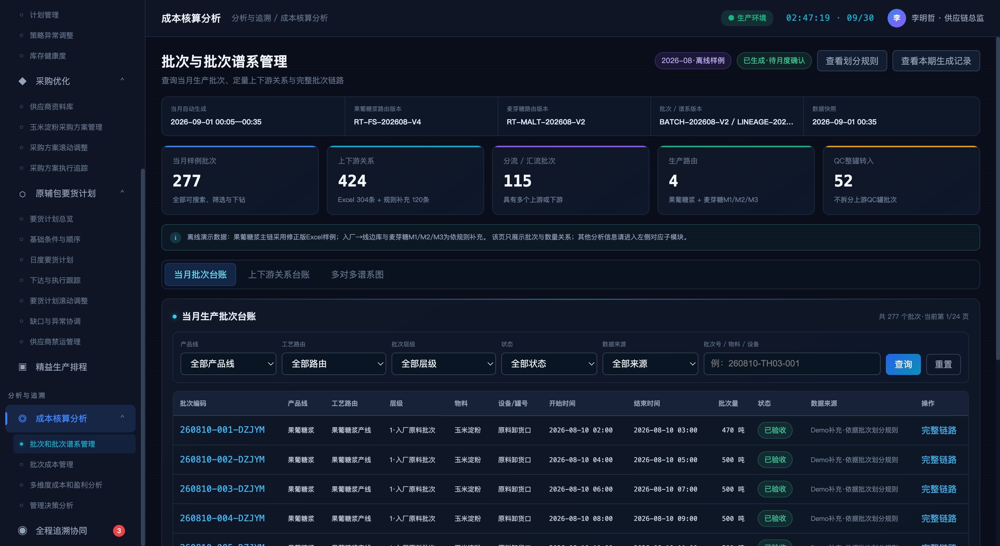 计划管理
策略异常调整
库存健康度
采购优化
供应商资料库
玉米淀粉采购方案管理
采购方案滚动调整
采购方案执行追踪
原辅包要货计划
要货计划总览
基础条件与顺序
日度要货计划
下达与执行跟踪
要货计划滚动调整
缺口与异常协调
供应商禁运管理
精益生产排程
分析与追溯
成本核算分析
批次和批次谱系管理
批次成本管理
多维度成本和盈利分析
管理决策分析
全程追溯协同 3
成本核算分析 分析与追溯 / 成本核算分析 生产环境 02:47:19 · 09/30 李 李明哲 · 供应链总监
批次与批次谱系管理 2026-08·离线样例 已生成·待月度确认 查看划分规则 查看本期生成记录
查询当月生产批次、定量上下游关系与完整批次链路
当月自动生成 果葡糖浆路由版本 麦芽糖路由版本 批次 / 谱系版本 数据快照
2026-09-01 00:05—00:35 RT-FS-202608-V4 RT-MALT-202608-V2 BATCH-202608-V2 / LINEAGE-202... 2026-09-01 00:35
当月样例批次 上下游关系 分流 / 汇流批次 生产路由 QC整罐转入
277 424 115 4 52
全部可搜索、筛选与下钻 Excel 304条 + 规则补充 120条 具有多个上游或下游 果葡糖浆 + 麦芽糖M1/M2/M3 不拆分上游QC罐批次
i 离线演示数据：果葡糖浆主链采用修正版Excel样例；入厂→线边库与麦芽糖M1/M2/M3为依规则补充。 该页只展示批次与数量关系；其他分析信息请进入左侧对应子模块。
当月批次台账 上下游关系台账 多对多谱系图
当月生产批次台账 共 277 个批次·当前第 1/24 页
产品线 工艺路由 批次层级 状态 数据来源 批次号 / 物料 / 设备
全部产品线 全部路由 全部层级 全部状态 全部来源 例：260810-TH03-001 查询 重置
批次编码 产品线 工艺路由 层级 物料 设备/罐号 开始时间 结束时间 批次量 状态 数据来源 操作
260810-001-DZJYM 果葡糖浆 果葡糖浆产线 1·入厂原料批次 玉米淀粉 原料卸货口 2026-08-10 02:00 2026-08-10 03:00 470 吨 已验收 Demo补充·依据批次划分规则 完整链路
260810-002-DZJYM 果葡糖浆 果葡糖浆产线 1·入厂原料批次 玉米淀粉 原料卸货口 2026-08-10 04:00 2026-08-10 05:00 500 吨 已验收 Demo补充·依据批次划分规则 完整链路
260810-003-DZJYM 果葡糖浆 果葡糖浆产线 1·入厂原料批次 玉米淀粉 原料卸货口 2026-08-10 06:00 2026-08-10 07:00 500 吨 已验收 Demo补充·依据批次划分规则 完整链路
260810-004-DZJYM 果葡糖浆 果葡糖浆产线 1·入厂原料批次 玉米淀粉 原料卸货口 2026-08-10 08:00 2026-08-10 09:00 500 吨 已验收 Demo补充·依据批次划分规则 完整链路